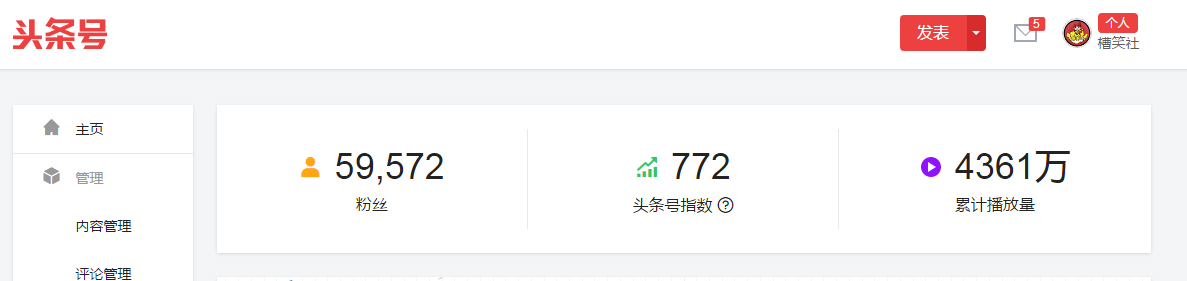 头条号
发表
5
个人
槽笑社
主页
管理
内容管理
评论管理
59,572
粉丝
772
头条号指数 ?
4361万
累计播放量